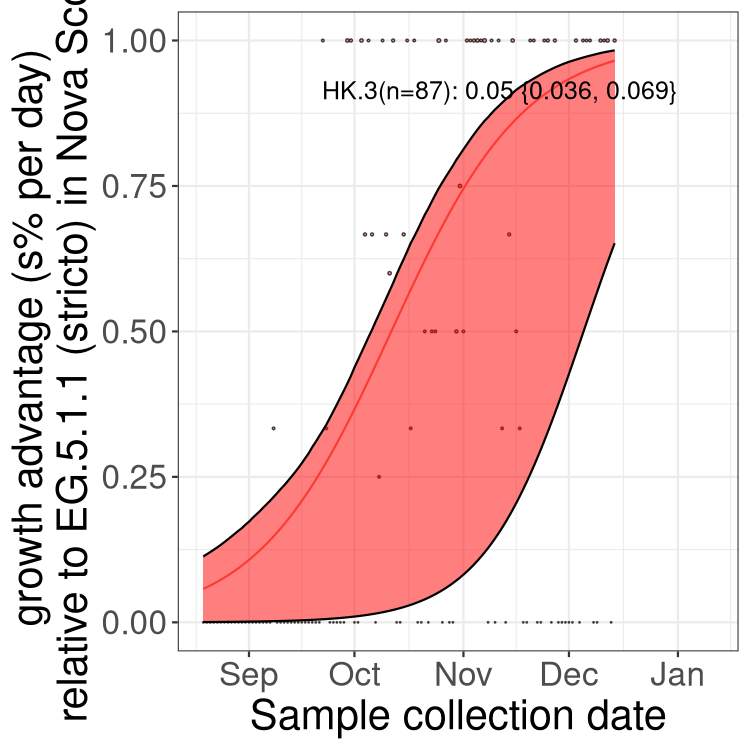 growth advantage (s% per day)
relative to EG.5.1.1 (stricto) in Nova
1.00
0.75
0.50
0.25
0.00
HK.3(n=87): 0.05 {0.036, 0.069}
Sep Oct Nov Dec Jan
Sample collection date